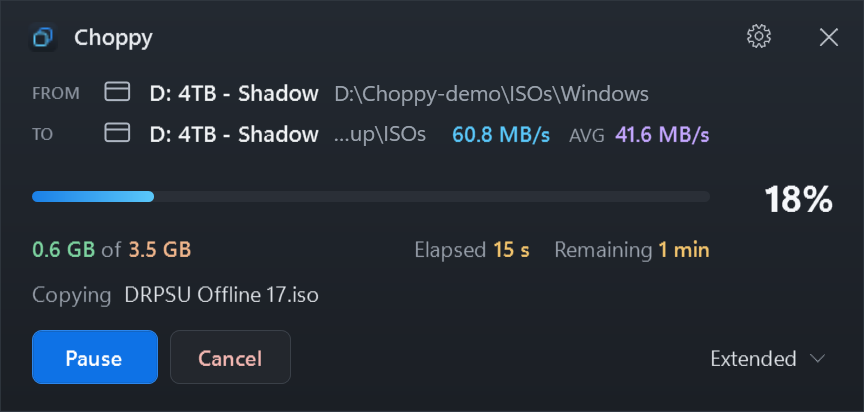 Choppy
FROM D: 4TB - Shadow D:\Choppy-demo\ISOs\Windows
TO D: 4TB - Shadow ...up\ISOs 60.8 MB/s AVG 41.6 MB/s
18%
0.6 GB of 3.5 GB Elapsed 15 s Remaining 1 min
Copying DRPSU Offline 17.iso
Pause Cancel Extended